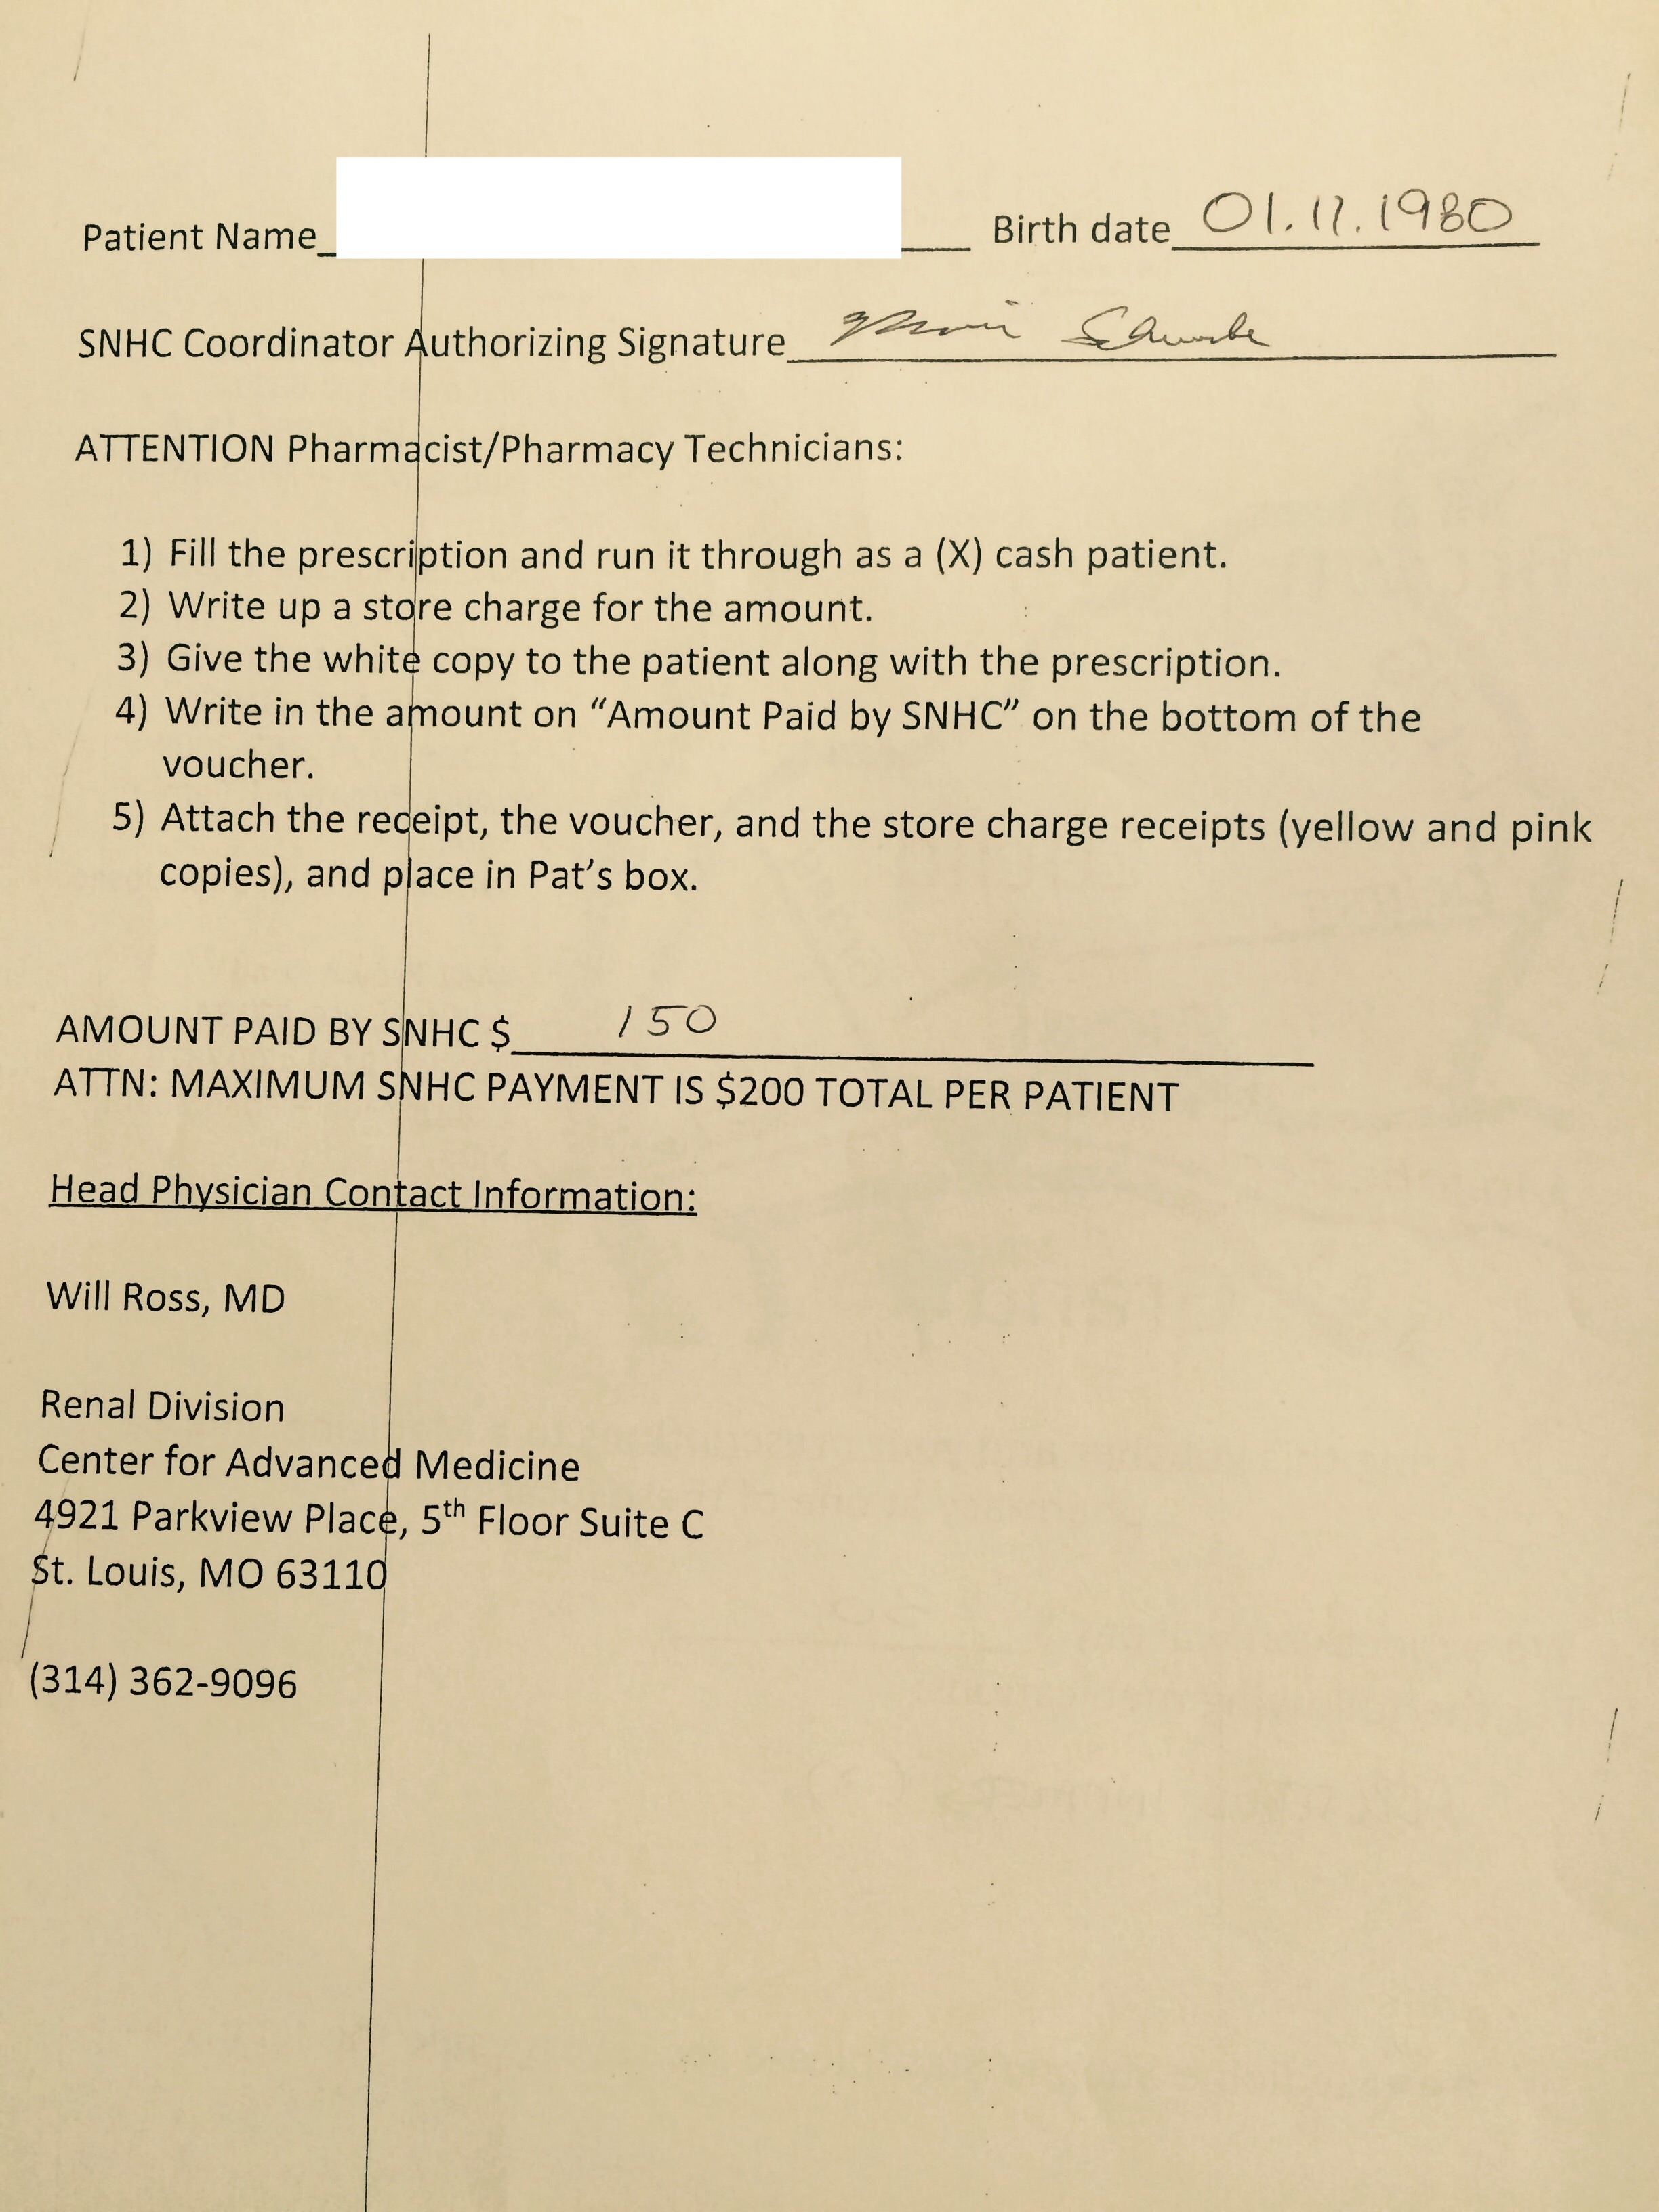 Patient Name_ ___ Birth date 01.11.1980
SNHC Coordinator Authorizing Signature
ATTENTION Pharmacist/Pharmacy Technicians:
1) Fill the prescription and run it through as a (X) cash patient.
2) Write up a store charge for the amount.
3) Give the white copy to the patient along with the prescription.
4) Write in the amount on “Amount Paid by SNHC” on the bottom of the
voucher.
5) Attach the receipt, the voucher, and the store charge receipts (yellow and pink
copies), and place in Pat’s box.
AMOUNT PAID BY SNHC $ 150
ATTN: MAXIMUM SNHC PAYMENT IS $200 TOTAL PER PATIENT
Head Physician Contact Information:
Will Ross, MD
Renal Division
Center for Advanced Medicine
4921 Parkview Place, 5th Floor Suite C
St. Louis, MO 63110
(314) 362-9096